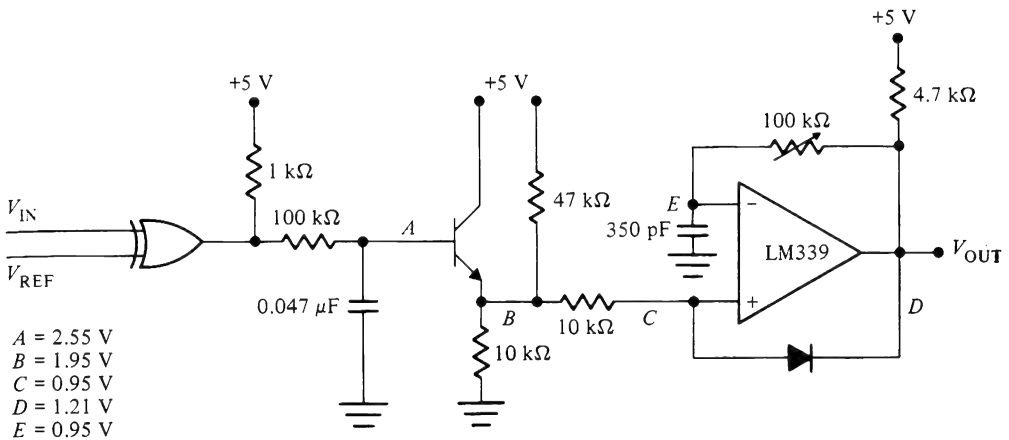 +5 V
+5 V
+5 V
4.7 kΩ
100 kΩ
1 kΩ
47 kΩ
V_IN
100 kΩ
A
E
−
350 pF
LM339
V_OUT
V_REF
0.047 μF
B
10 kΩ
C
+
D
10 kΩ
A = 2.55 V
B = 1.95 V
C = 0.95 V
D = 1.21 V
E = 0.95 V